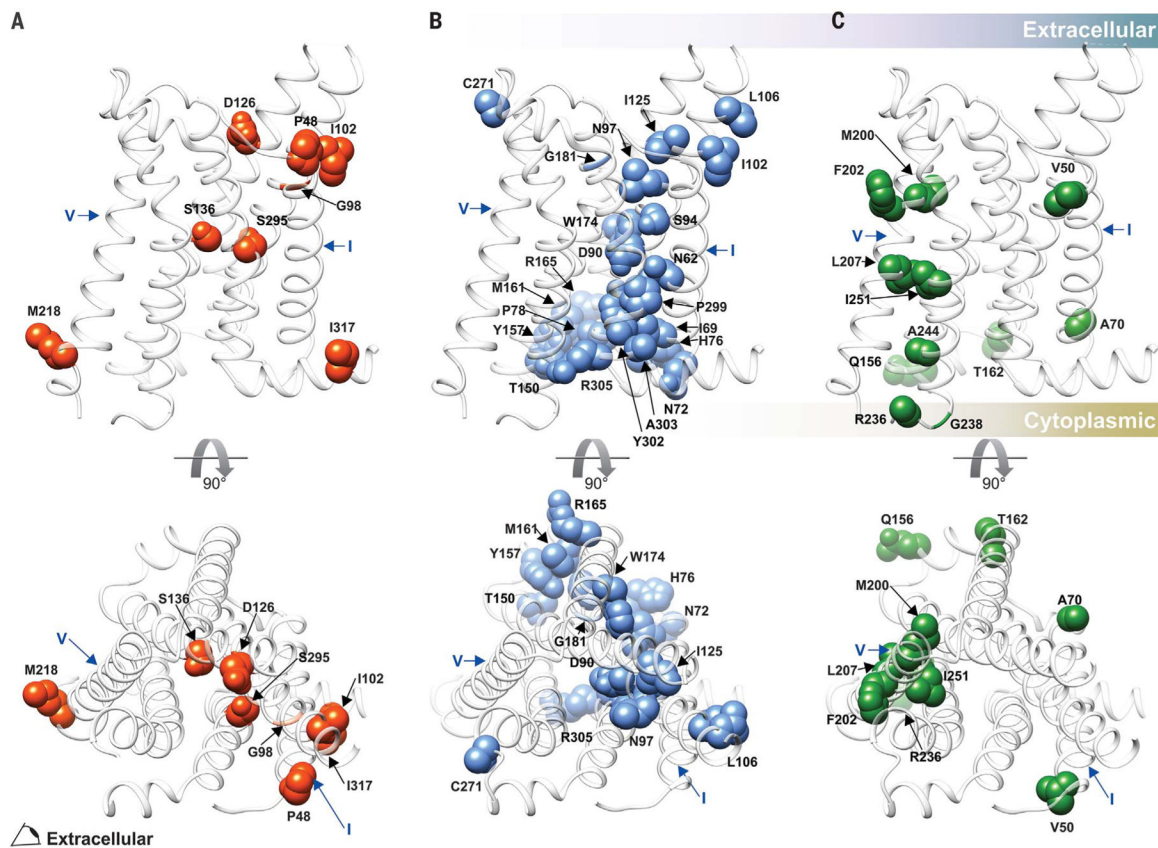 A
B
C
Extracellular
D126
P48
I102
G98
S136
S295
V
I
M218
I317
C271
I125
L106
N97
G181
I102
V
W174
S94
D90
I
R165
N62
M161
P78
P299
Y157
I69
H76
T150
R305
N72
A303
Y302
M200
F202
V50
V
I
L207
I251
A244
A70
Q156
T162
R236
G238
Cytoplasmic
90°
90°
90°
S136
D126
V
S295
M218
I102
G98
I317
P48
I
R165
M161
W174
Y157
H76
T150
N72
G181
V
D90
I125
R305
N97
L106
C271
I
Q156
T162
M200
A70
V
L207
I251
F202
R236
I
V50
Extracellular